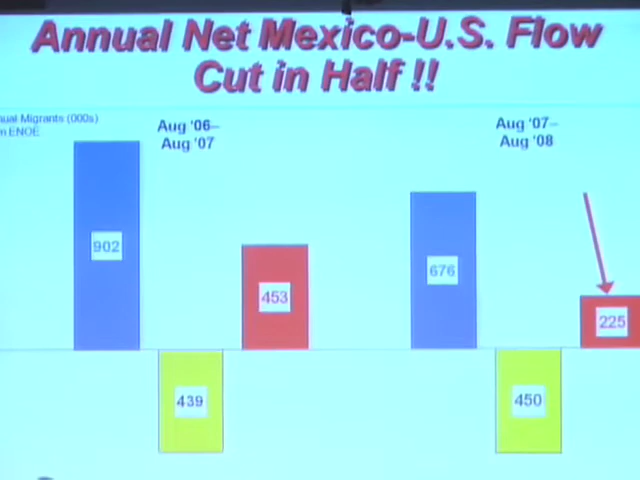 Annual Net Mexico-U.S. Flow
Cut in Half !!
nual Migrants (000s)
m ENOE
Aug '06–
Aug '07
Aug '07–
Aug '08
902
453
676
225
439
450